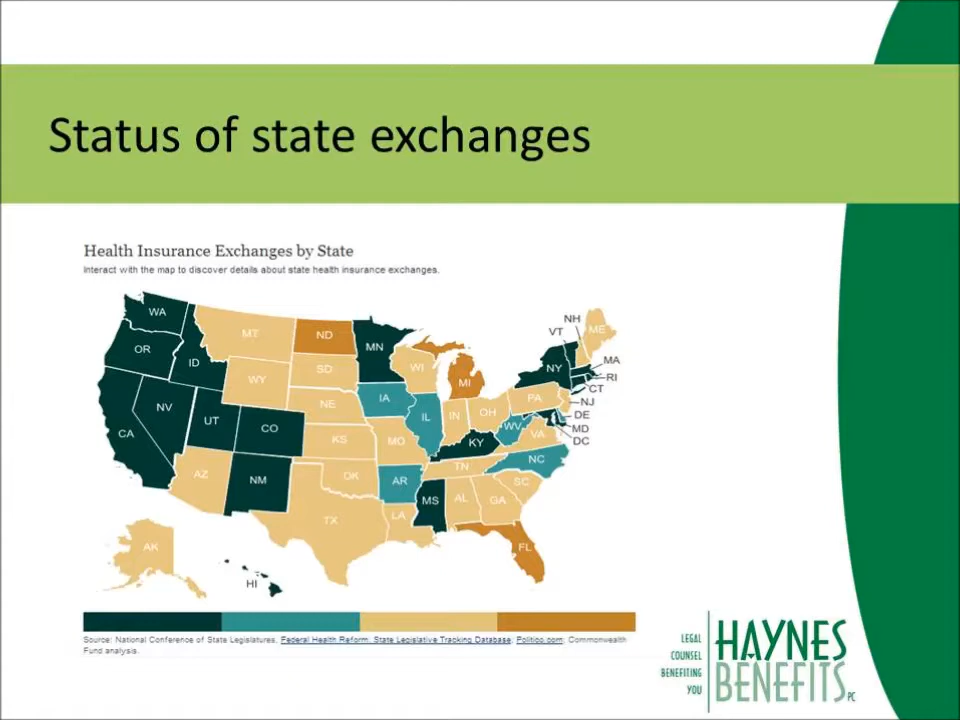 Status of state exchanges
Health Insurance Exchanges by State
Interact with the map to discover details about state health insurance exchanges.
WA
MT
ND
MN
OR
ID
WY
SD
WI
MI
NY
VT
NH
ME
MA
RI
CT
NJ
DE
MD
DC
NV
UT
CO
CA
NE
IA
IL
IN
OH
PA
WV
VA
KS
MO
KY
NC
AZ
NM
OK
AR
TN
SC
TX
LA
MS
AL
GA
FL
AK
HI
Source: National Conference of State Legislatures, Federal Health Reform: State Legislative Tracking Database; Politico.com; Commonwealth
Fund analysis.
LEGAL
COUNSEL
BENEFITING
YOU
HAYNES
BENEFITS PC